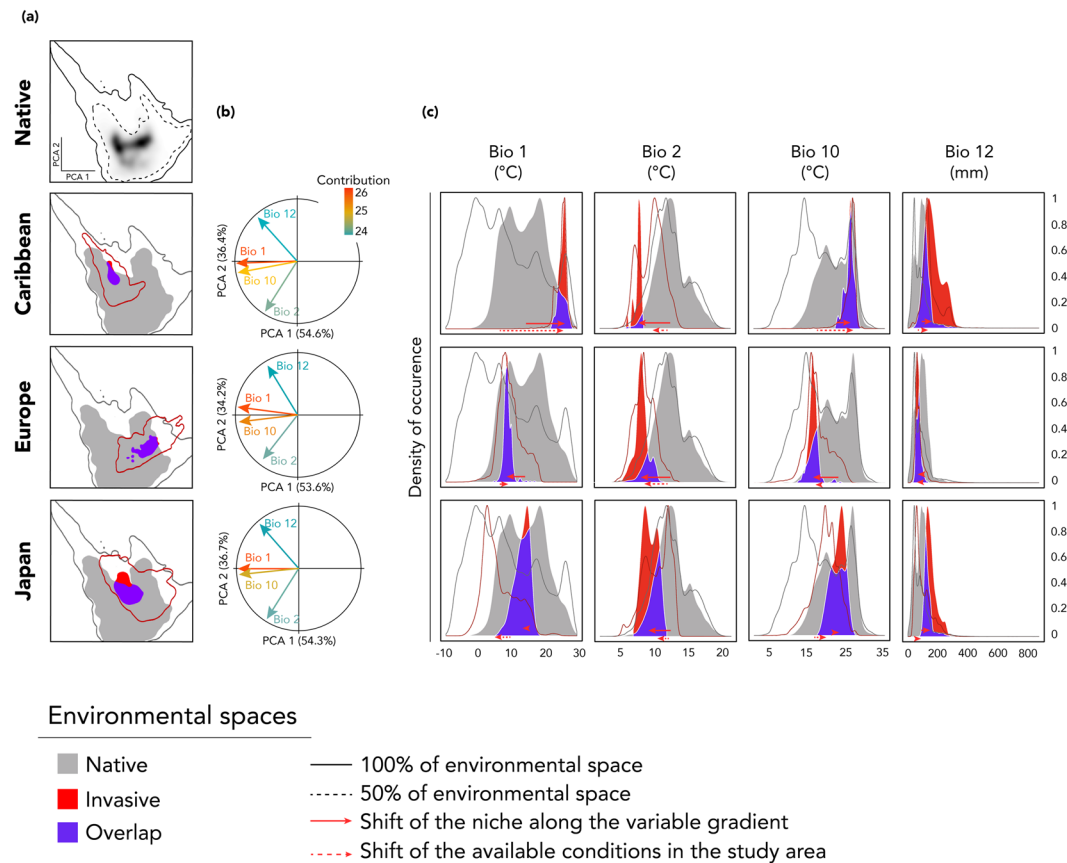 (a)
Native
PCA 2
PCA 1
Caribbean
Europe
Japan
(b)
Contribution
26
25
24
Bio 12
Bio 1
Bio 10
Bio 2
PCA 2 (36.4%)
PCA 1 (54.6%)
Bio 12
Bio 1
Bio 10
Bio 2
PCA 2 (34.2%)
PCA 1 (53.6%)
Bio 12
Bio 1
Bio 10
Bio 2
PCA 2 (36.7%)
PCA 1 (54.3%)
(c)
Bio 1
(°C)
Bio 2
(°C)
Bio 10
(°C)
Bio 12
(mm)
Density of occurence
1
0.8
0.6
0.4
0.2
0
1
0.8
0.6
0.4
0.2
0
1
0.8
0.6
0.4
0.2
0
-10 0 10 20 30
5 10 15 20
5 15 25 35
0 200 400 600 800
Environmental spaces
Native
Invasive
Overlap
100% of environmental space
50% of environmental space
Shift of the niche along the variable gradient
Shift of the available conditions in the study area